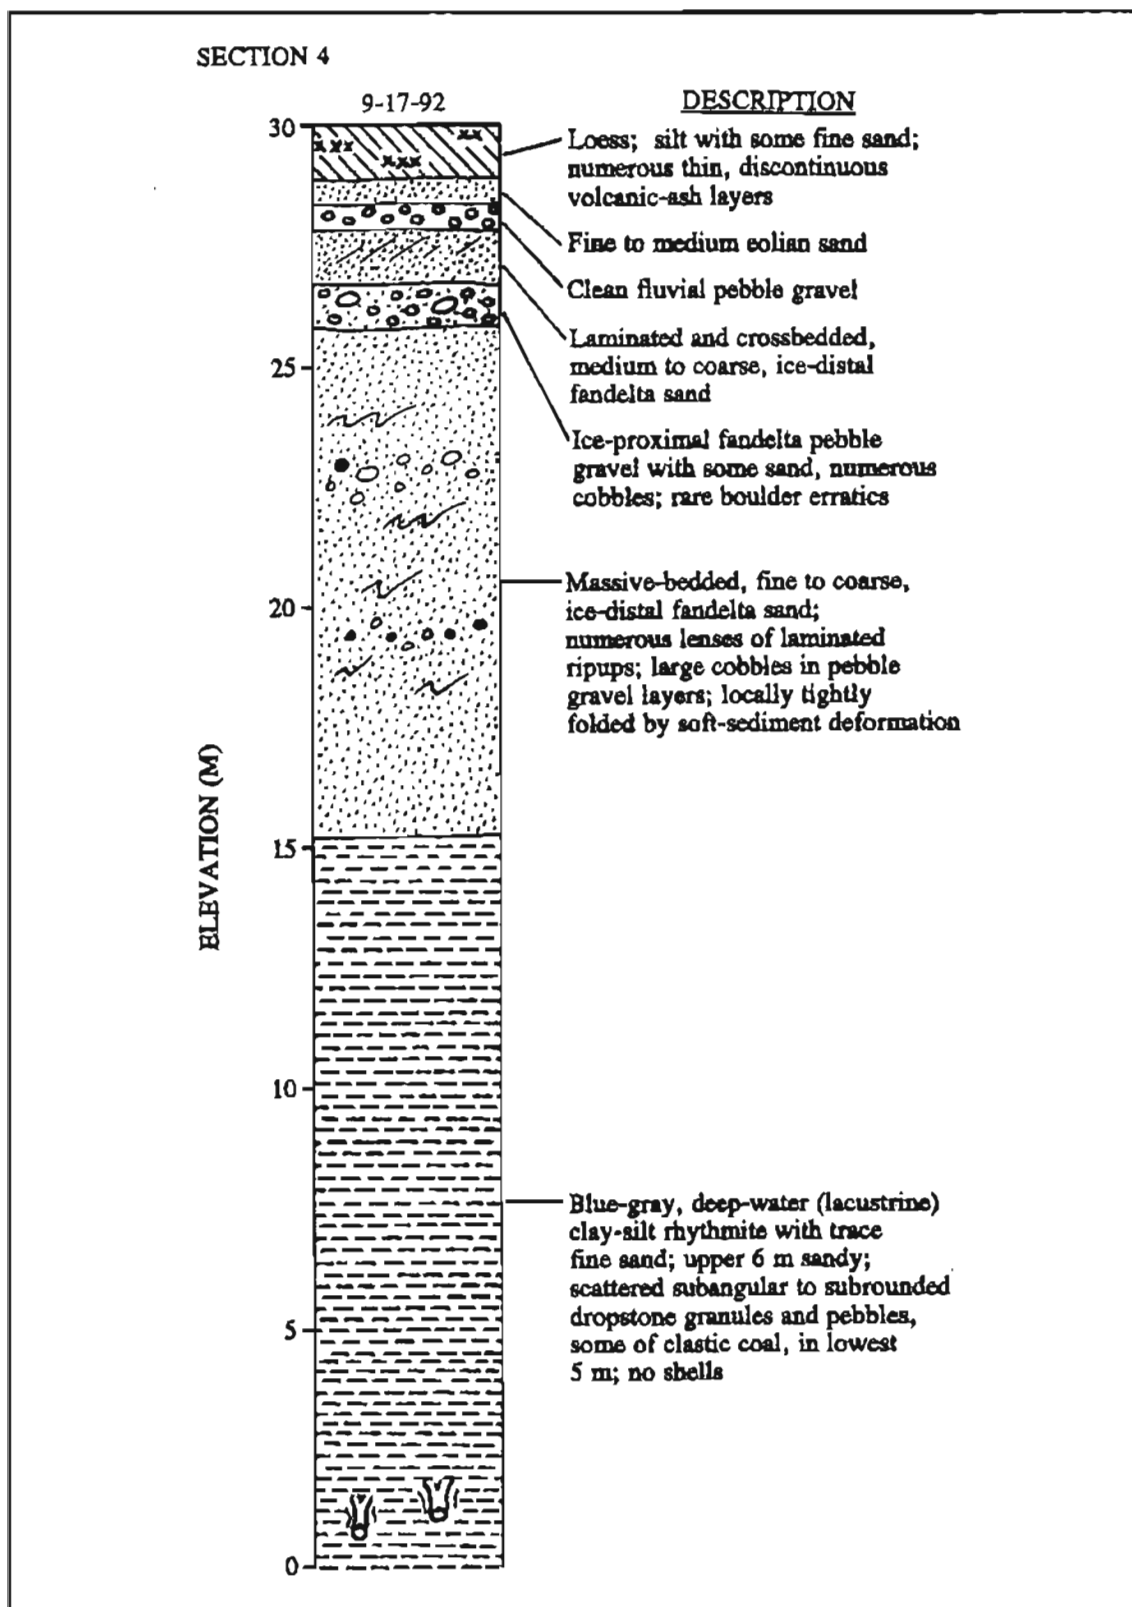 SECTION 4
9-17-92
DESCRIPTION
30
Loess; silt with some fine sand;
numerous thin, discontinuous
volcanic-ash layers
Fine to medium eolian sand
Clean fluvial pebble gravel
Laminated and crossbedded,
medium to coarse, ice-distal
fandelta sand
25
Ice-proximal fandelta pebble
gravel with some sand, numerous
cobbles; rare boulder erratics
Massive-bedded, fine to coarse,
ice-distal fandelta sand;
numerous lenses of laminated
ripups; large cobbles in pebble
gravel layers; locally tightly
folded by soft-sediment deformation
20
ELEVATION (M)
15
10
Blue-gray, deep-water (lacustrine)
clay-silt rhythmite with trace
fine sand; upper 6 m sandy;
scattered subangular to subrounded
dropstone granules and pebbles,
some of clastic coal, in lowest
5 m; no shells
5
0